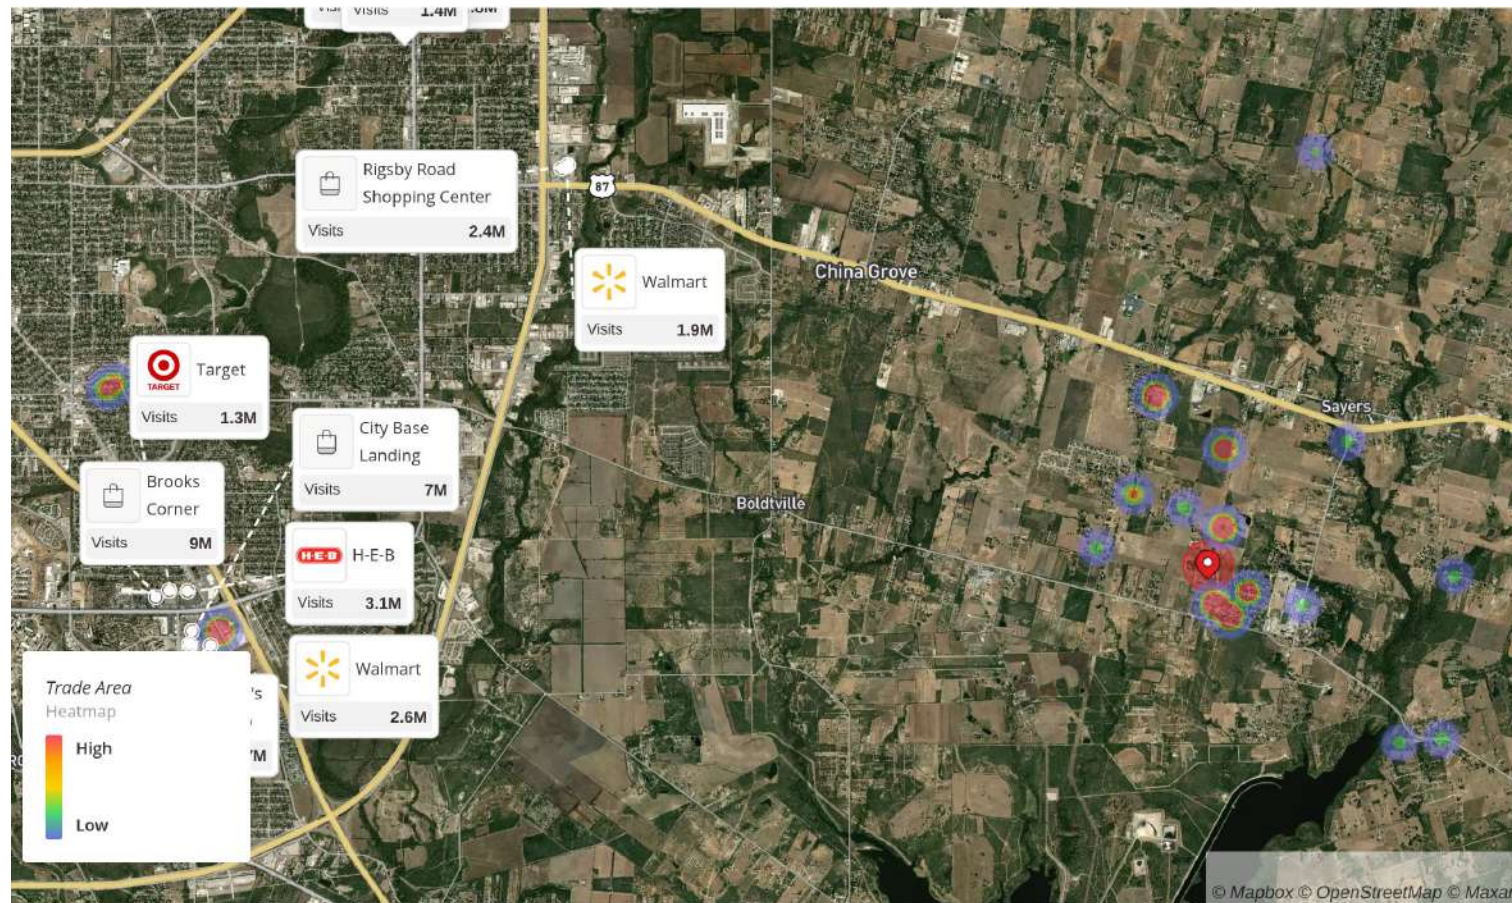 Visits 1.4M
Rigsby Road
Shopping Center
Visits 2.4M
87
Walmart
Visits 1.9M
China Grove
TARGET
Target
Visits 1.3M
City Base
Landing
Visits 7M
Sayers
Brooks
Corner
Visits 9M
Boldtville
H-E-B
H-E-B
Visits 3.1M
Walmart
Visits 2.6M
's
Trade Area
Heatmap
High
Low
© Mapbox © OpenStreetMap © Maxar